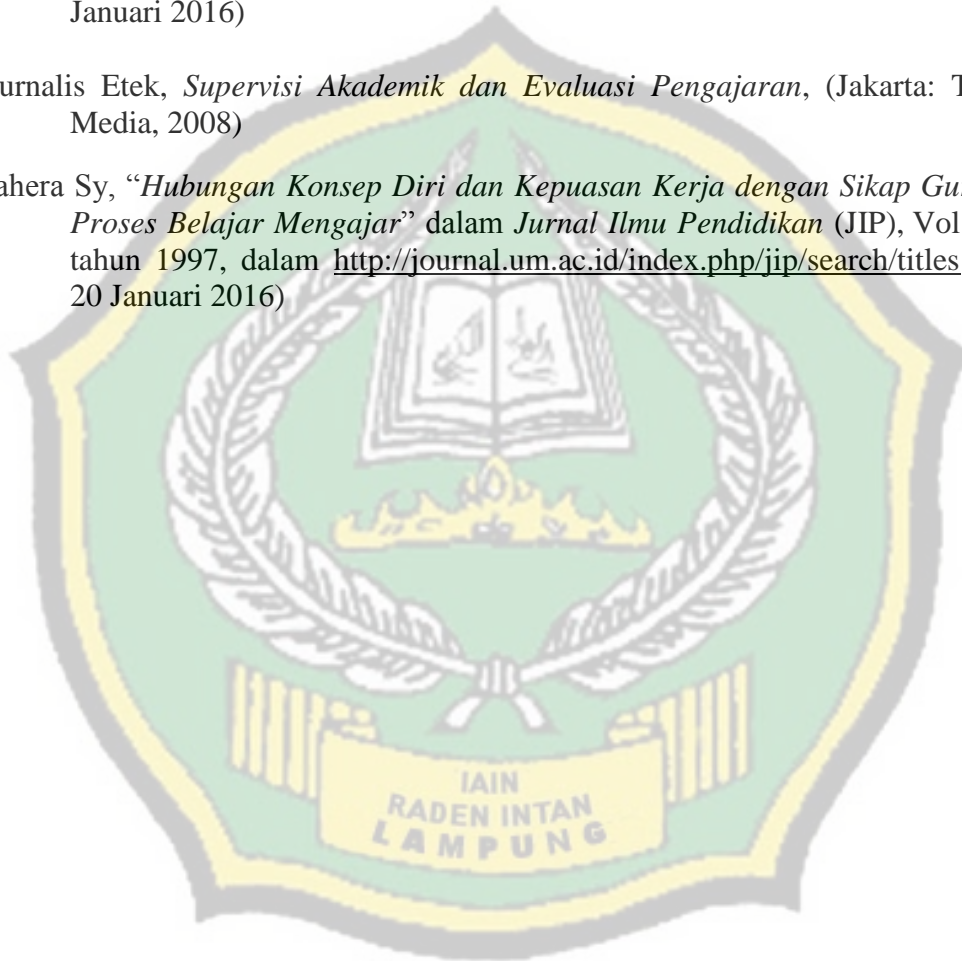 Januari 2016)
urnalis Etek, Supervisi Akademik dan Evaluasi Pengajaran, (Jakarta: T
Media, 2008)
ahera Sy, “Hubungan Konsep Diri dan Kepuasan Kerja dengan Sikap Gu
Proses Belajar Mengajar” dalam Jurnal Ilmu Pendidikan (JIP), Vol
tahun 1997, dalam http://journal.um.ac.id/index.php/jip/search/titles
20 Januari 2016)
IAIN
RADEN INTAN
LAMPUNG